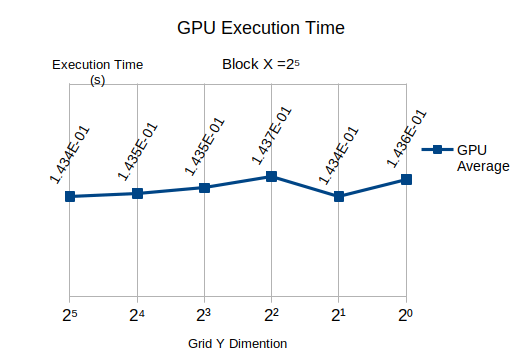 GPU Execution Time
Execution Time
(s)
Block X =2⁵
1.434E-01
1.435E-01
1.435E-01
1.437E-01
1.434E-01
1.436E-01
GPU
Average
2⁵ 2⁴ 2³ 2² 2¹ 2⁰
Grid Y Dimention